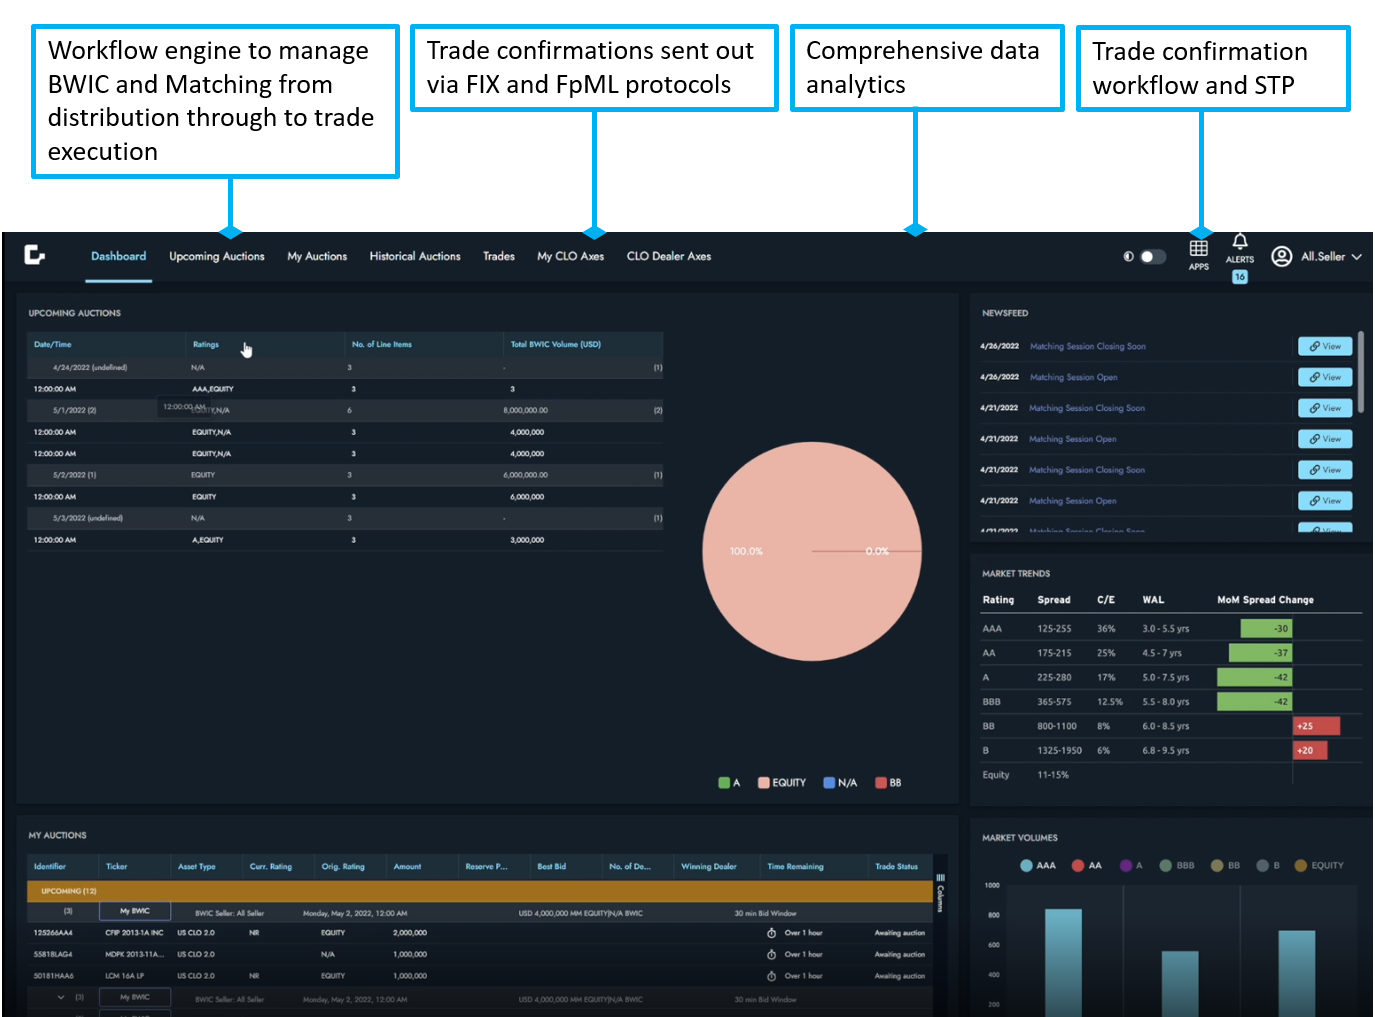 Workflow engine to manage
BWIC and Matching from
distribution through to trade
execution
Trade confirmations sent out
via FIX and FpML protocols
Comprehensive data
analytics
Trade confirmation
workflow and STP
Dashboard Upcoming Auctions My Auctions Historical Auctions Trades My CLO Axes CLO Dealer Axes APPS ALERTS 16 All.Seller
UPCOMING AUCTIONS
Date/Time Ratings No. of Line Items Total BWIC Volume (USD)
4/24/2022 (undefined) N/A 3 - (1)
12:00:00 AM AAA,EQUITY 3 3
5/1/2022 (2) EQUITY,N/A 6 8,000,000.00 (2)
12:00:00 AM
12:00:00 AM EQUITY,N/A 3 4,000,000
12:00:00 AM EQUITY,N/A 3 4,000,000
5/2/2022 (1) EQUITY 3 6,000,000.00 (1)
12:00:00 AM EQUITY 3 6,000,000
5/3/2022 (undefined) N/A 3 - (1)
12:00:00 AM A,EQUITY 3 3,000,000
100.0% 0.0%
A EQUITY N/A BB
NEWSFEED
4/26/2022 Matching Session Closing Soon View
4/26/2022 Matching Session Open View
4/21/2022 Matching Session Closing Soon View
4/21/2022 Matching Session Open View
4/21/2022 Matching Session Closing Soon View
4/21/2022 Matching Session Open View
4/21/2022 Matching Session Closing Soon View
MARKET TRENDS
Rating Spread C/E WAL MoM Spread Change
AAA 125-255 36% 3.0 - 5.5 yrs -30
AA 175-215 25% 4.5 - 7 yrs -37
A 225-280 17% 5.0 - 7.5 yrs -42
BBB 365-575 12.5% 5.5 - 8.0 yrs -42
BB 800-1100 8% 6.0 - 8.5 yrs +25
B 1325-1950 6% 6.8 - 9.5 yrs +20
Equity 11-15%
MY AUCTIONS
Identifier Ticker Asset Type Curr. Rating Orig. Rating Amount Reserve P... Best Bid No. of De... Winning Dealer Time Remaining Trade Status
Columns
UPCOMING (12)
(3) My BWIC BWIC Seller: All Seller Monday, May 2, 2022, 12:00 AM USD 4,000,000 MM EQUITY|N/A BWIC 30 min Bid Window
125266AA4 CFIP 2013-1A INC US CLO 2.0 NR EQUITY 2,000,000 Over 1 hour Awaiting auction
55818LAG4 MDPK 2013-11A... US CLO 2.0 N/A 1,000,000 Over 1 hour Awaiting auction
50181HAA6 LCM 16A LP US CLO 2.0 NR EQUITY 1,000,000 Over 1 hour Awaiting auction
(3) My BWIC BWIC Seller: All Seller Monday, May 2, 2022, 12:00 AM USD 4,000,000 MM EQUITY|N/A BWIC 30 min Bid Window
MARKET VOLUMES
AAA AA A BBB BB B EQUITY
1000
800
600
400
200